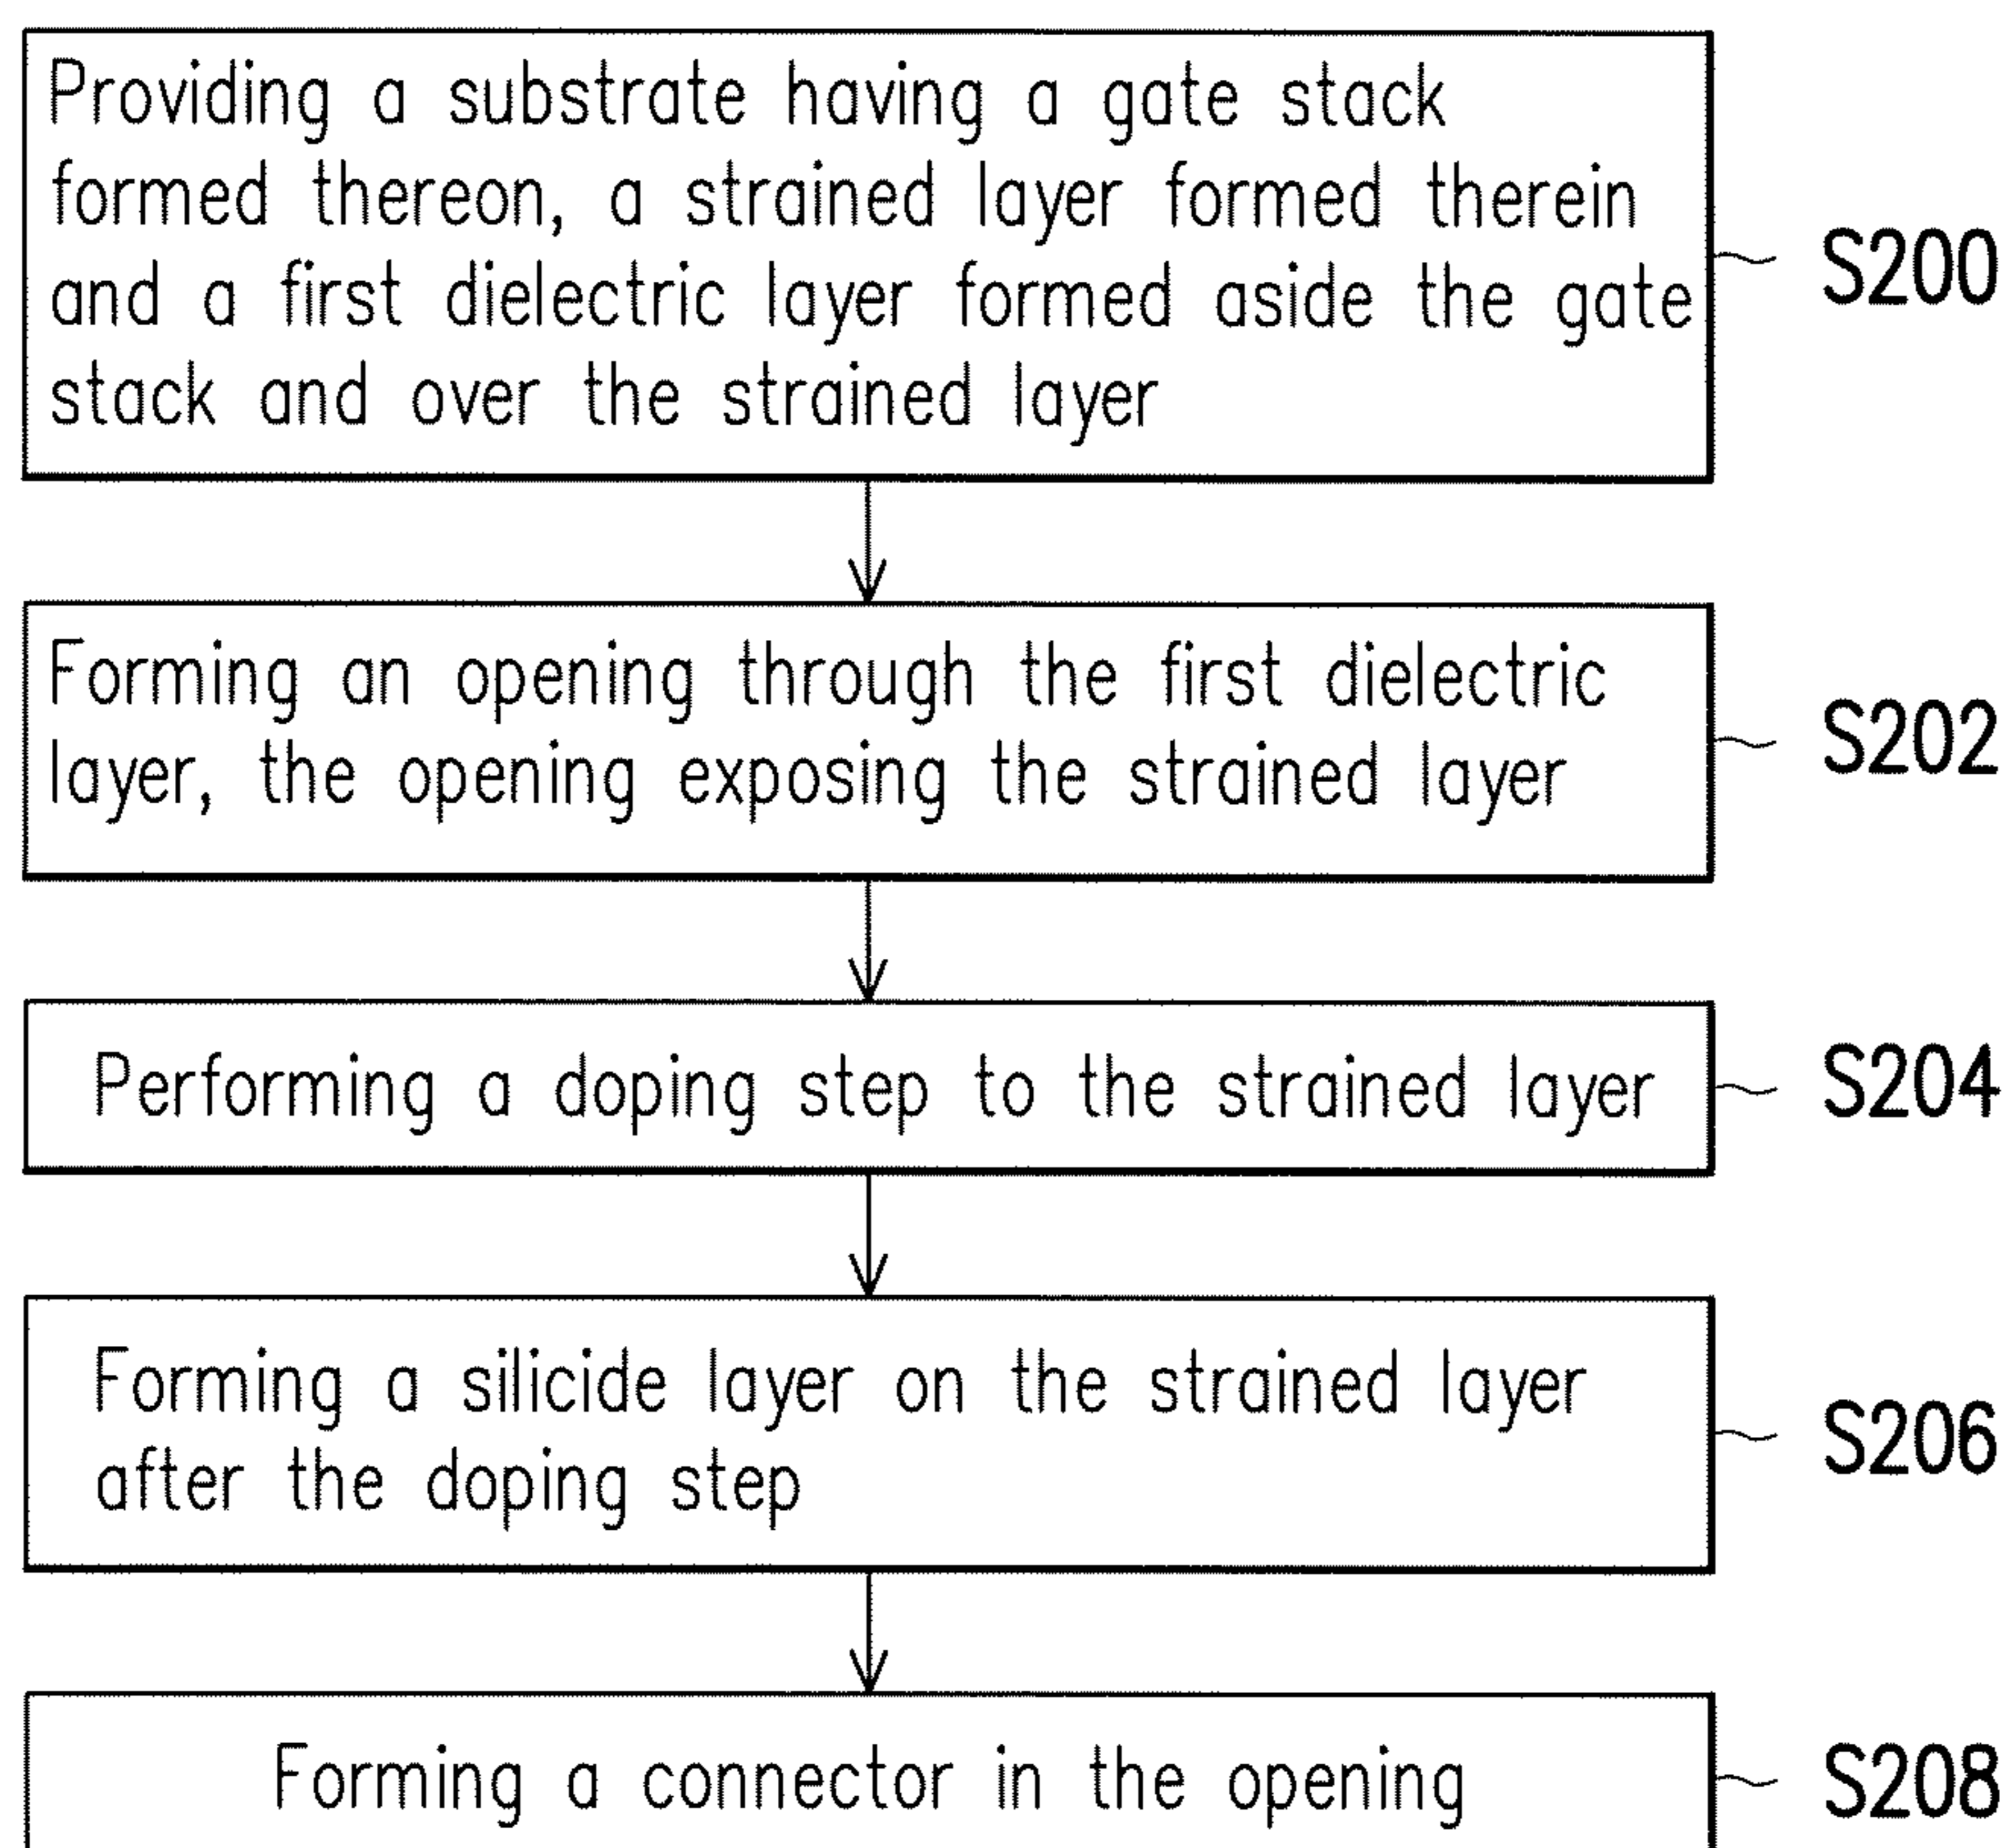 Providing a substrate having a gate stack
formed thereon, a strained layer formed therein
and a first dielectric layer formed aside the gate
stack and over the strained layer
S200
Forming an opening through the first dielectric
layer, the opening exposing the strained layer
S202
Performing a doping step to the strained layer
S204
Forming a silicide layer on the strained layer
after the doping step
S206
Forming a connector in the opening
S208